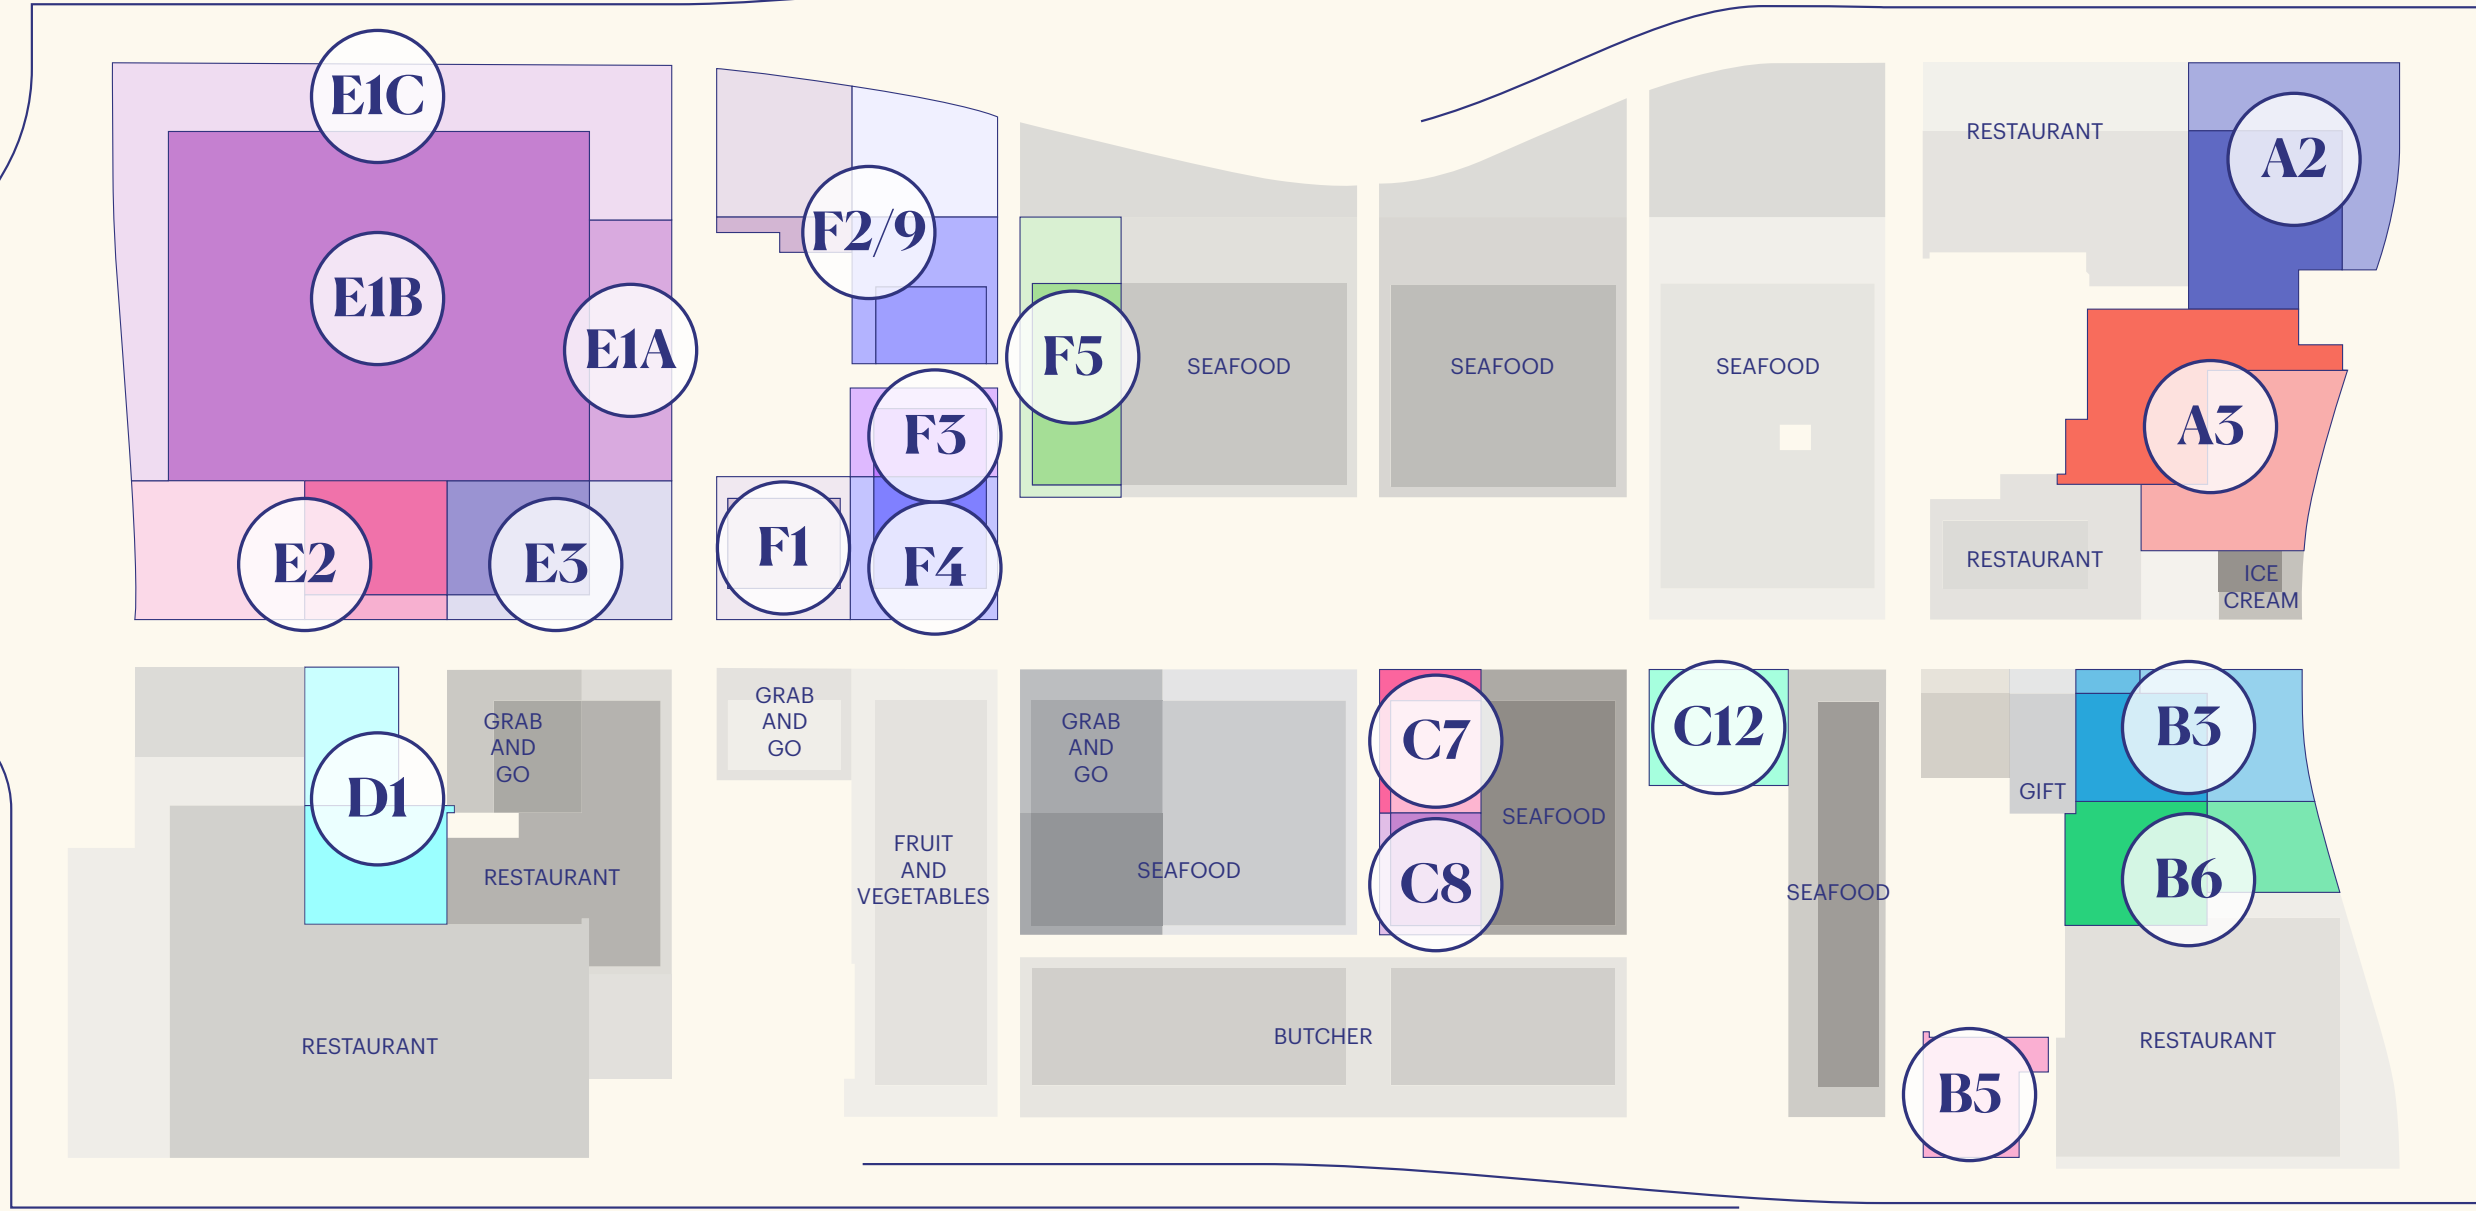 E1C
E1B
E1A
E2
E3
F2/9
F3
F1
F4
F5
SEAFOOD
SEAFOOD
SEAFOOD
RESTAURANT
A2
A3
RESTAURANT
ICE
CREAM
D1
GRAB
AND
GO
RESTAURANT
RESTAURANT
GRAB
AND
GO
FRUIT
AND
VEGETABLES
GRAB
AND
GO
SEAFOOD
C7
C8
SEAFOOD
BUTCHER
C12
SEAFOOD
GIFT
B3
B6
B5
RESTAURANT